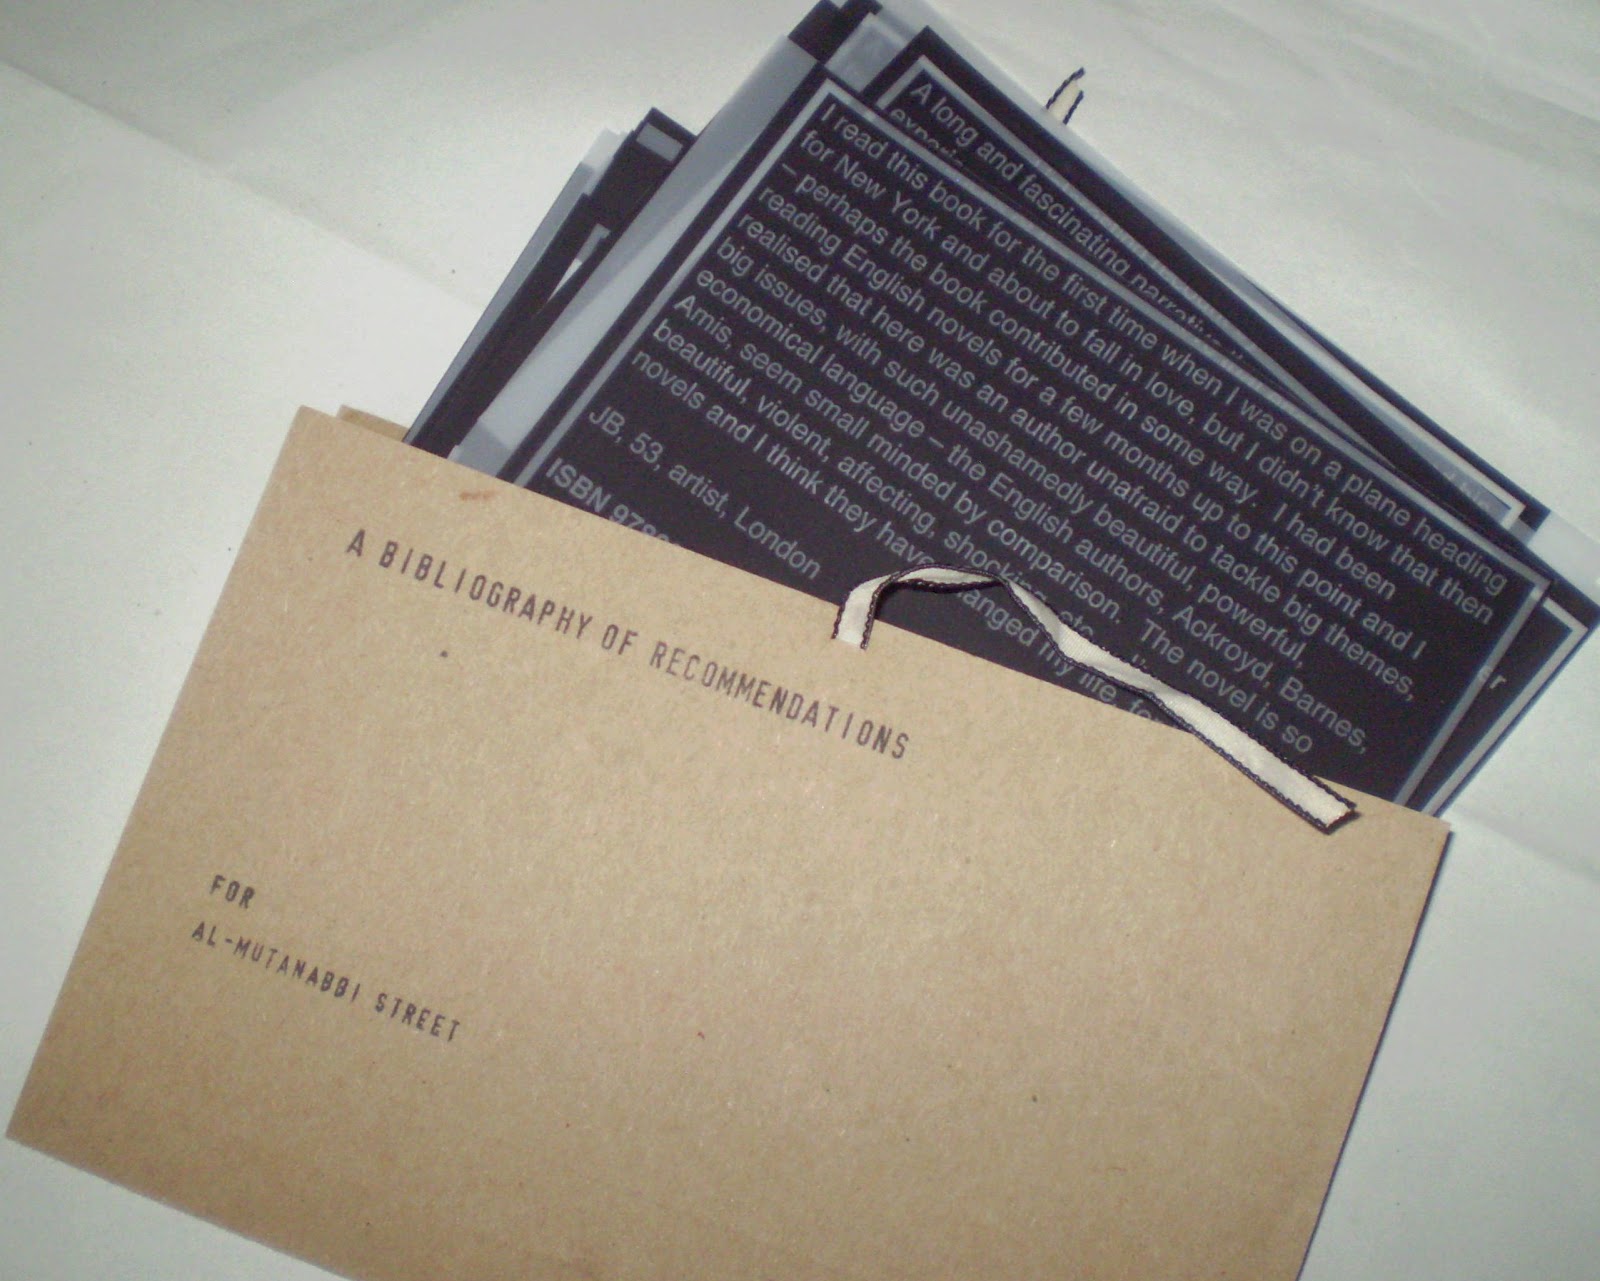 A long and fascinating
I read this book for the first time when I was on a plane heading
for New York and about to fall in love, but I didn't know that then
– perhaps the book contributed in some way. I had been
reading English novels for a few months up to this point and I
realised that here was an author unafraid to tackle big themes,
big issues, with such unashamedly beautiful, powerful,
economical language – the English authors, Ackroyd, Barnes,
Amis, seem small minded by comparison. The novel is so
beautiful, violent, affecting,
novels and I think they have changed my life,
JB, 53, artist, London
ISBN 978
A BIBLIOGRAPHY OF RECOMMENDATIONS
FOR
AL-MUTANABBI STREET